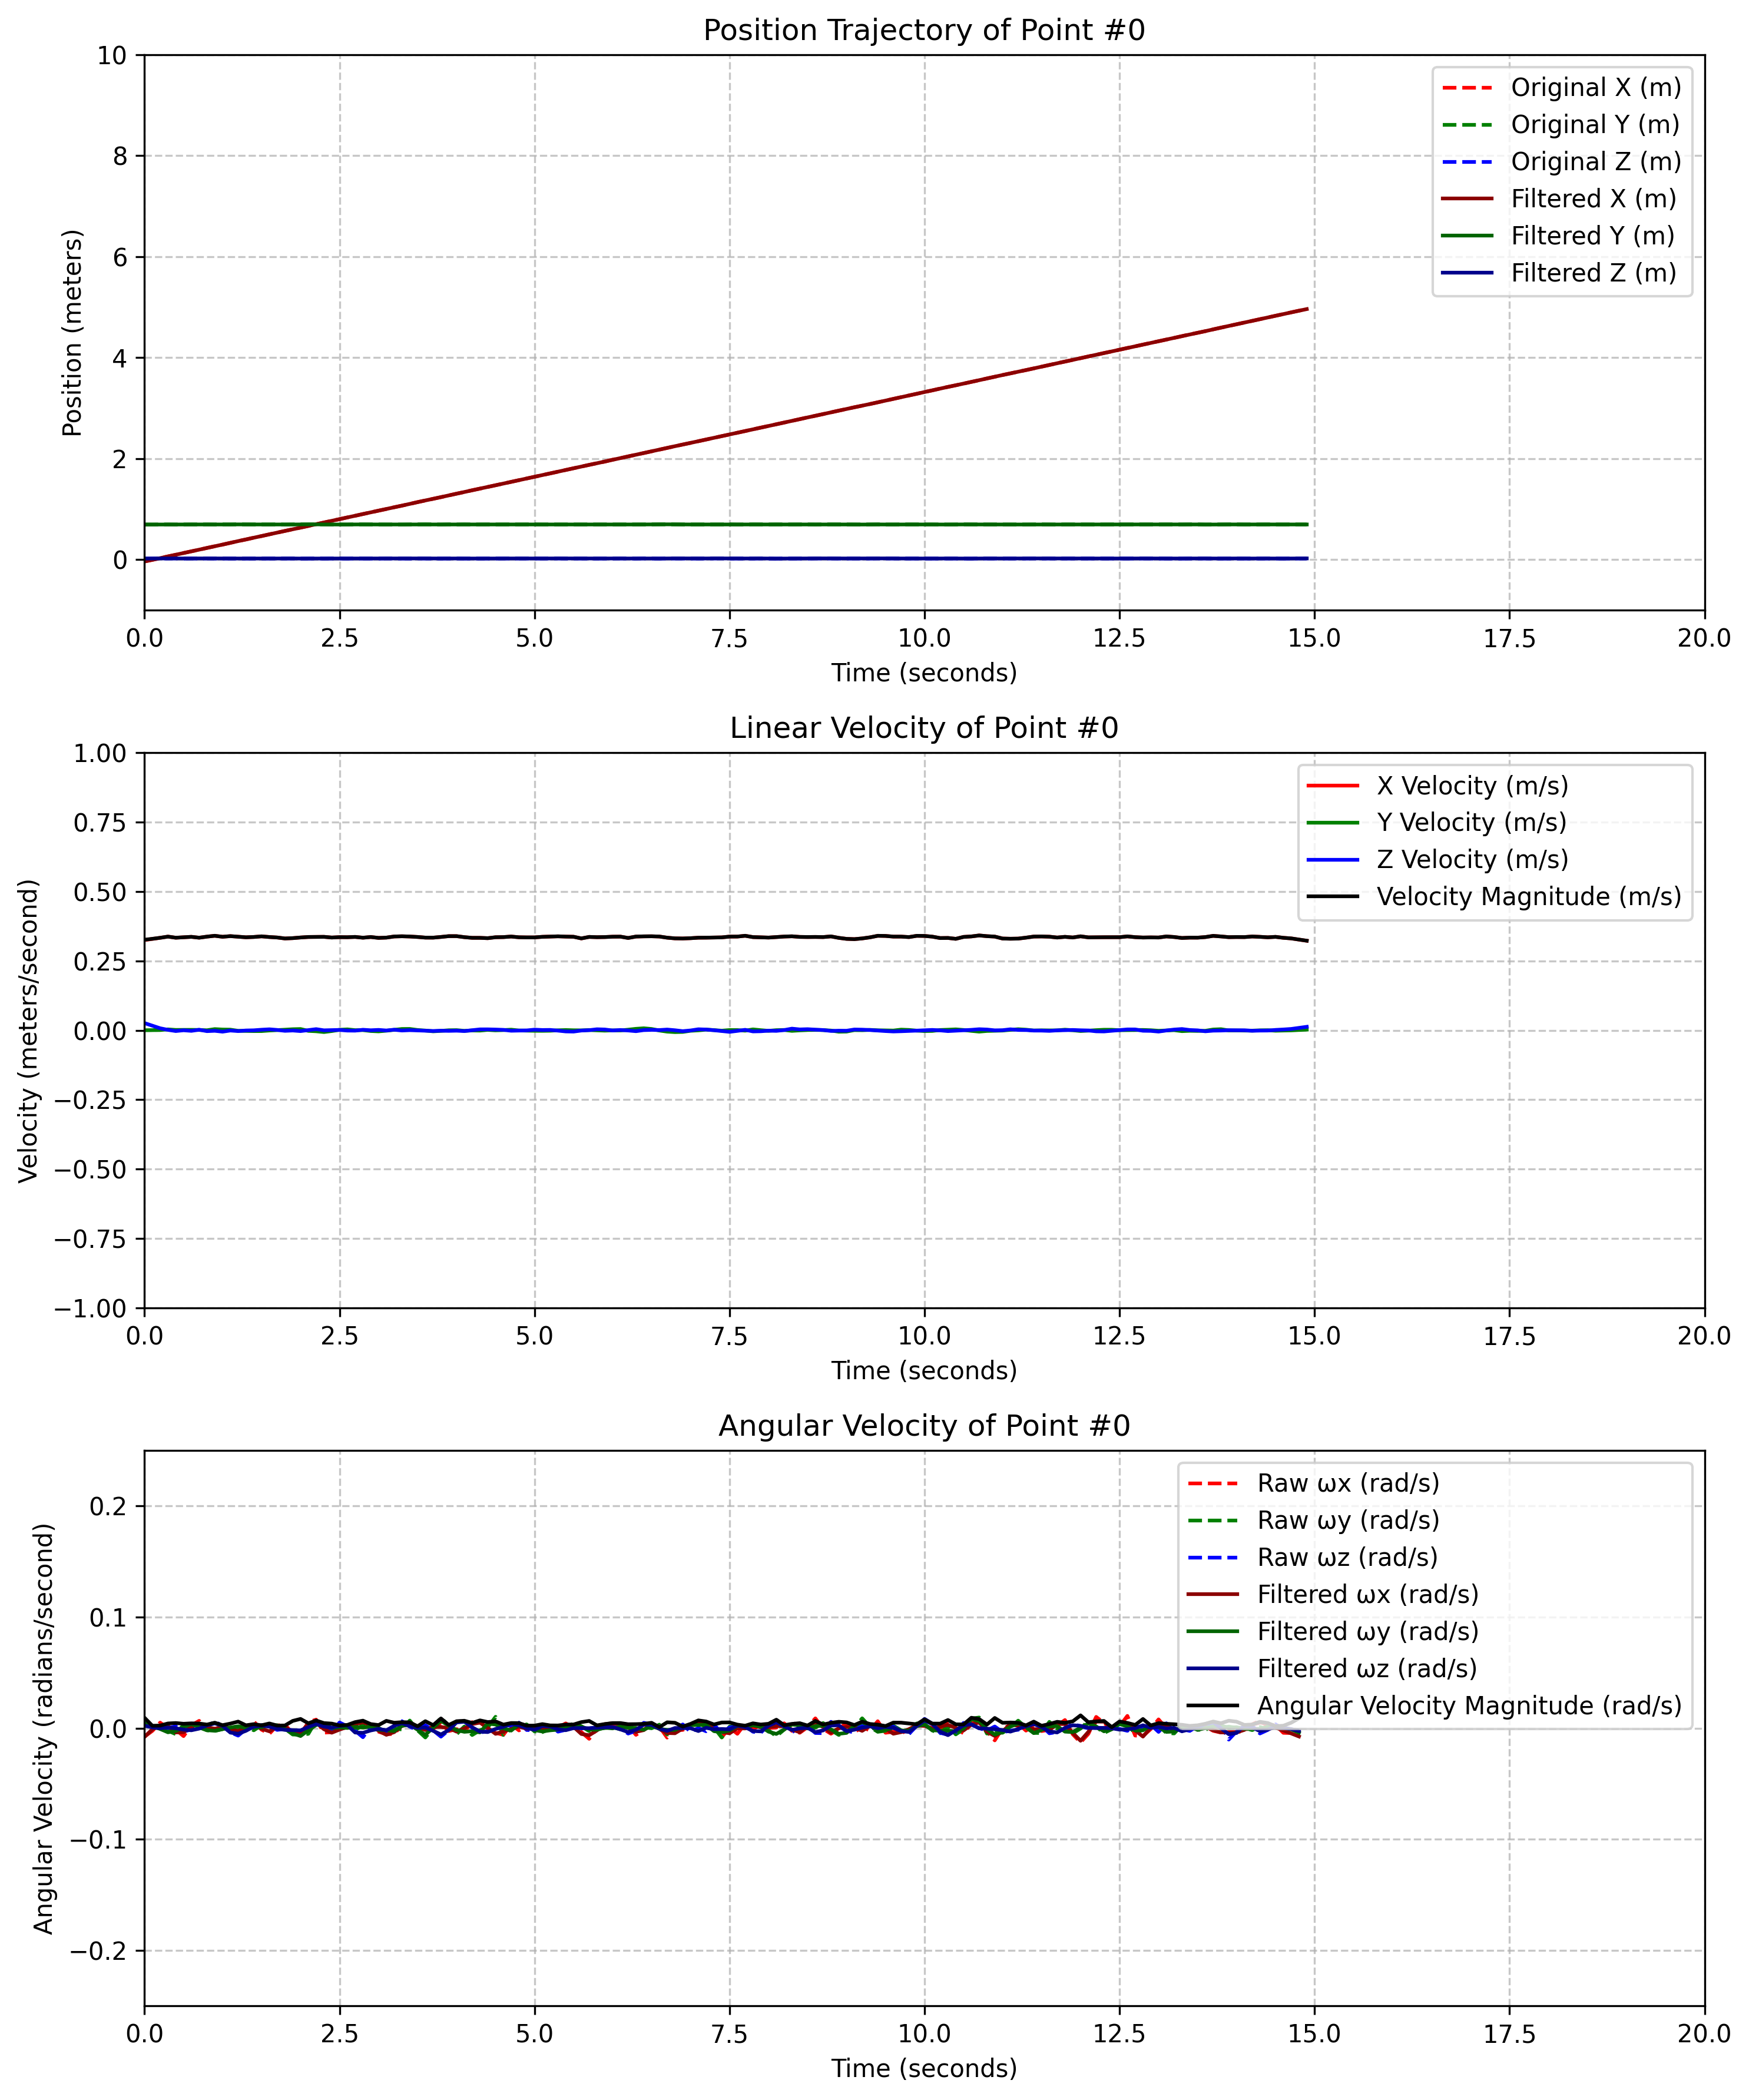 Position Trajectory of Point #0
10
8
6
4
2
0
Position (meters)
Original X (m)
Original Y (m)
Original Z (m)
Filtered X (m)
Filtered Y (m)
Filtered Z (m)
0.0 2.5 5.0 7.5 10.0 12.5 15.0 17.5 20.0
Time (seconds)
Linear Velocity of Point #0
1.00
0.75
0.50
0.25
0.00
−0.25
−0.50
−0.75
−1.00
Velocity (meters/second)
X Velocity (m/s)
Y Velocity (m/s)
Z Velocity (m/s)
Velocity Magnitude (m/s)
0.0 2.5 5.0 7.5 10.0 12.5 15.0 17.5 20.0
Time (seconds)
Angular Velocity of Point #0
0.2
0.1
0.0
−0.1
−0.2
Angular Velocity (radians/second)
Raw ωx (rad/s)
Raw ωy (rad/s)
Raw ωz (rad/s)
Filtered ωx (rad/s)
Filtered ωy (rad/s)
Filtered ωz (rad/s)
Angular Velocity Magnitude (rad/s)
0.0 2.5 5.0 7.5 10.0 12.5 15.0 17.5 20.0
Time (seconds)